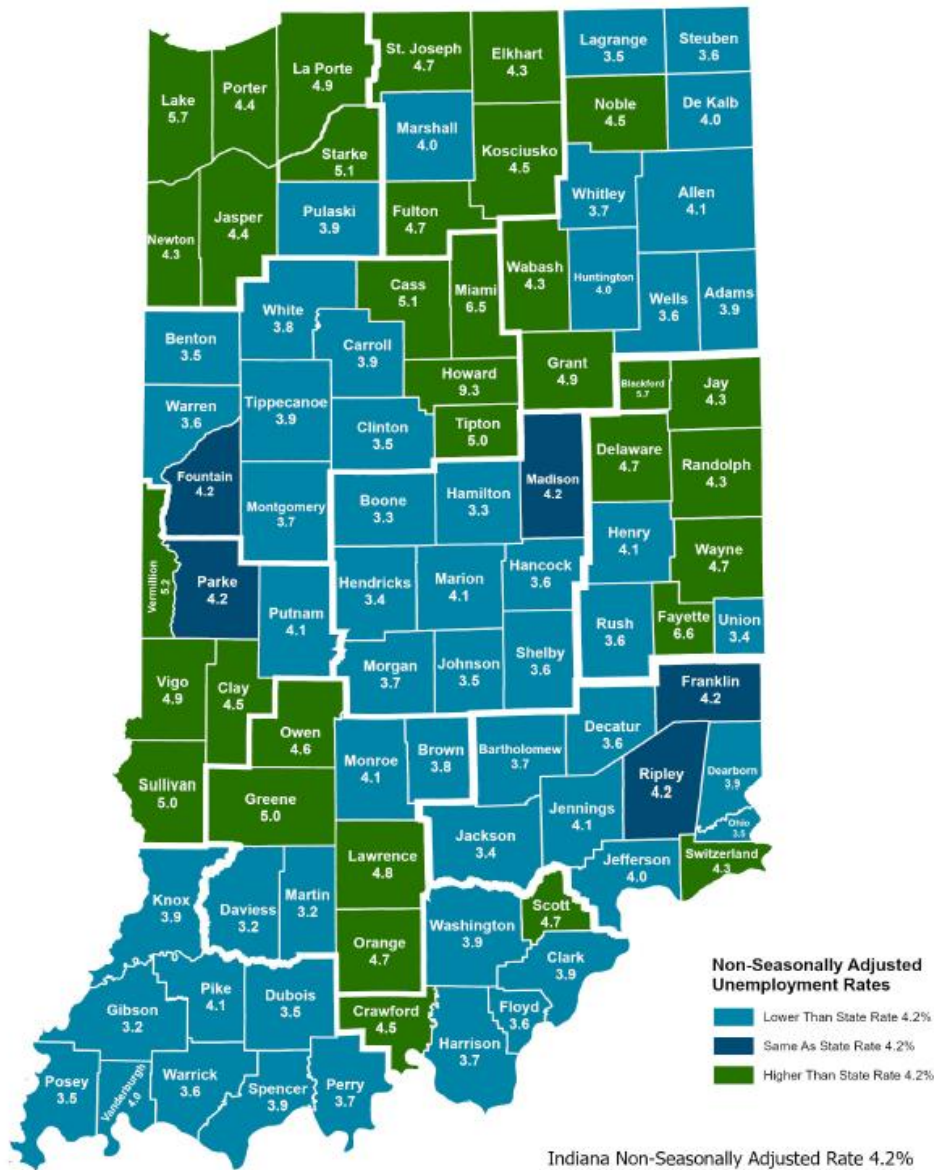 Lake
5.7
Porter
4.4
La Porte
4.9
St. Joseph
4.7
Elkhart
4.3
Lagrange
3.5
Steuben
3.6
Noble
4.5
De Kalb
4.0
Starke
5.1
Marshall
4.0
Kosciusko
4.5
Whitley
3.7
Allen
4.1
Newton
4.3
Jasper
4.4
Pulaski
3.9
Fulton
4.7
Wabash
4.3
Huntington
4.0
Wells
3.6
Adams
3.9
White
3.8
Cass
5.1
Miami
6.5
Benton
3.5
Carroll
3.9
Howard
9.3
Grant
4.9
Blackford
5.7
Jay
4.3
Warren
3.6
Tippecanoe
3.9
Clinton
3.5
Tipton
5.0
Madison
4.2
Delaware
4.7
Randolph
4.3
Fountain
4.2
Montgomery
3.7
Boone
3.3
Hamilton
3.3
Henry
4.1
Wayne
4.7
Vermillion
5.2
Parke
4.2
Putnam
4.1
Hendricks
3.4
Marion
4.1
Hancock
3.6
Rush
3.6
Fayette
6.6
Union
3.4
Vigo
4.9
Clay
4.5
Owen
4.6
Morgan
3.7
Johnson
3.5
Shelby
3.6
Franklin
4.2
Decatur
3.6
Sullivan
5.0
Greene
5.0
Monroe
4.1
Brown
3.8
Bartholomew
3.7
Ripley
4.2
Dearborn
3.9
Ohio
3.5
Jennings
4.1
Jackson
3.4
Lawrence
4.8
Jefferson
4.0
Switzerland
4.3
Knox
3.9
Daviess
3.2
Martin
3.2
Orange
4.7
Washington
3.9
Scott
4.7
Clark
3.9
Gibson
3.2
Pike
4.1
Dubois
3.5
Crawford
4.5
Floyd
3.6
Harrison
3.7
Posey
3.5
Vanderburgh
4.0
Warrick
3.6
Spencer
3.9
Perry
3.7
Non-Seasonally Adjusted
Unemployment Rates
Lower Than State Rate 4.2%
Same As State Rate 4.2%
Higher Than State Rate 4.2%
Indiana Non-Seasonally Adjusted Rate 4.2%